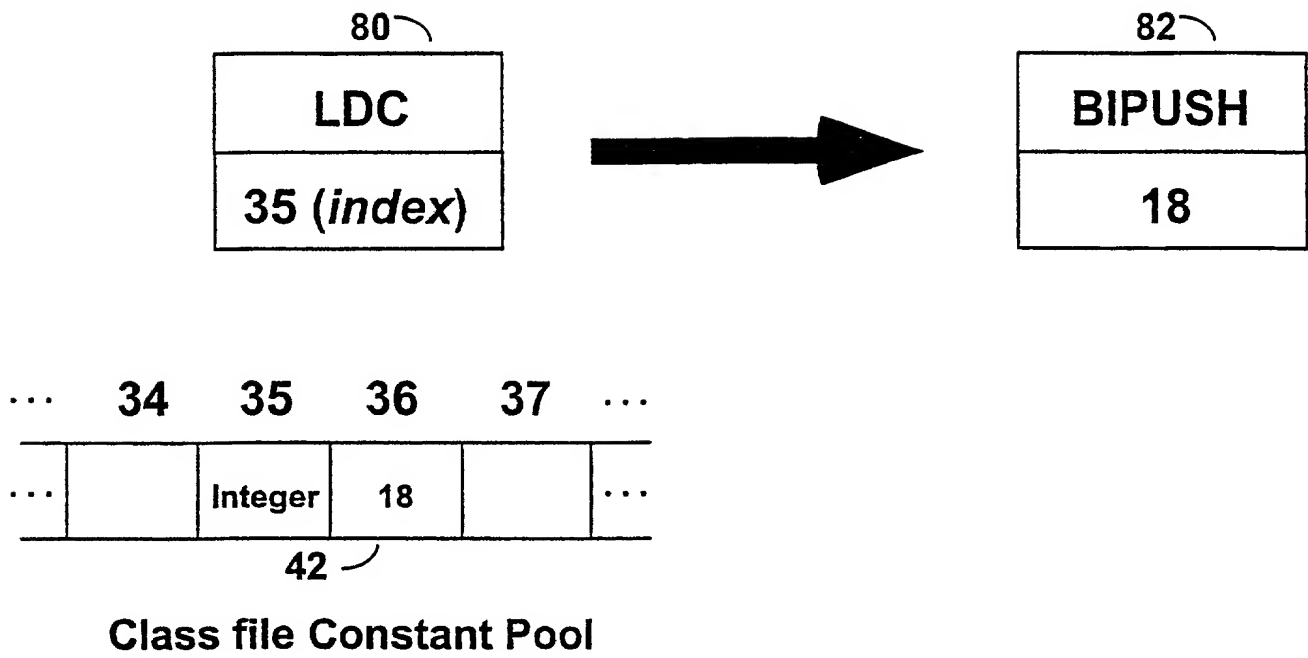 80
82
LDC
BIPUSH
35 (index)
18
... 34 35 36 37 ...
... Integer 18 ...
42
Class file Constant Pool